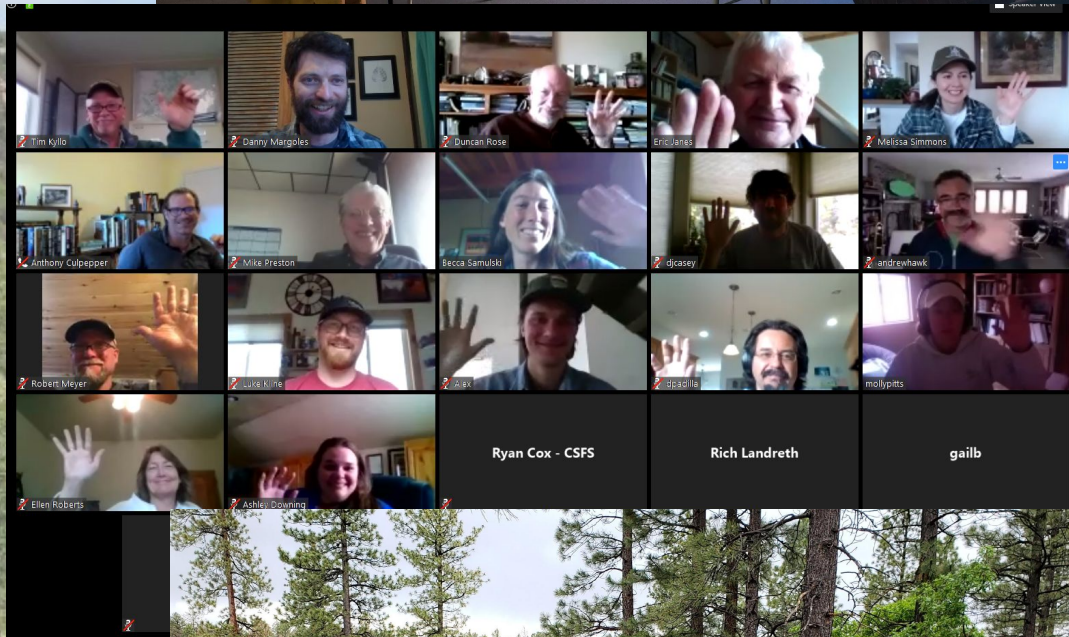 Speaker View
Tim Kyllo
Danny Margoles
Duncan Rose
Eric Janes
Melissa Simmons
Anthony Culpepper
Mike Preston
Becca Samulski
djcasey
andrewhawk
Robert Meyer
Luke Kline
Alex
dpadilla
mollypitts
Ellen Roberts
Ashley Downing
Ryan Cox - CSFS
Rich Landreth
gailb